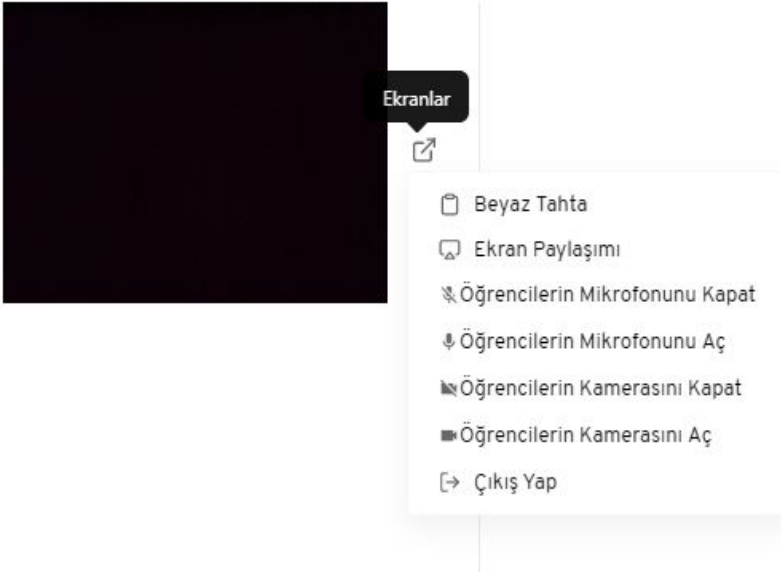 Ekranlar
Beyaz Tahta
Ekran Paylaşımı
Öğrencilerin Mikrofonunu Kapat
Öğrencilerin Mikrofonunu Aç
Öğrencilerin Kamerasını Kapat
Öğrencilerin Kamerasını Aç
Çıkış Yap